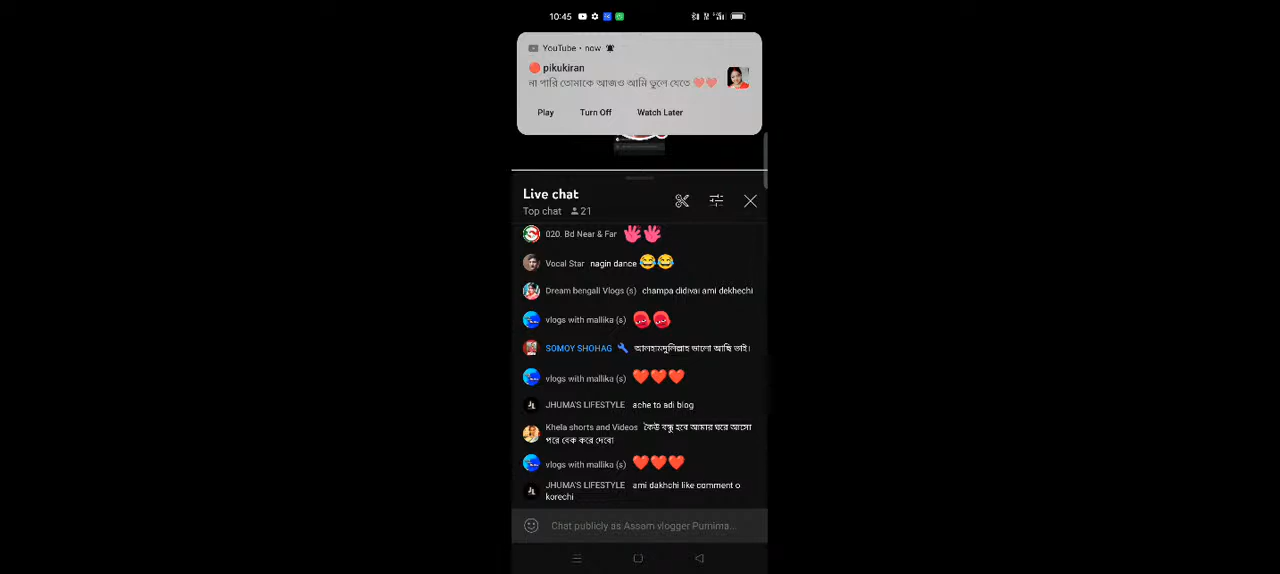 10:45
YouTube • now
pikukiran
না পারি তোমাকে আজও আমি ভুলে যেতে
Play Turn Off Watch Later
Live chat
Top chat 21
020. Bd Near & Far
Vocal Star nagin dance 😂😂
Dream bengali Vlogs (s) champa didivai ami dekhechi
vlogs with mallika (s)
SOMOY SHOHAG আলহামদুলিল্লাহ ভালো আছি ভাই।
vlogs with mallika (s) ❤️❤️❤️
JHUMA'S LIFESTYLE ache to adi blog
Khela shorts and Videos কেউ বন্ধু হবে আমার ঘরে আসো
পরে বেক করে দেবো
vlogs with mallika (s) ❤️❤️❤️
JHUMA'S LIFESTYLE ami dakhchi like comment o
korechi
Chat publicly as Assam vlogger Purnima...